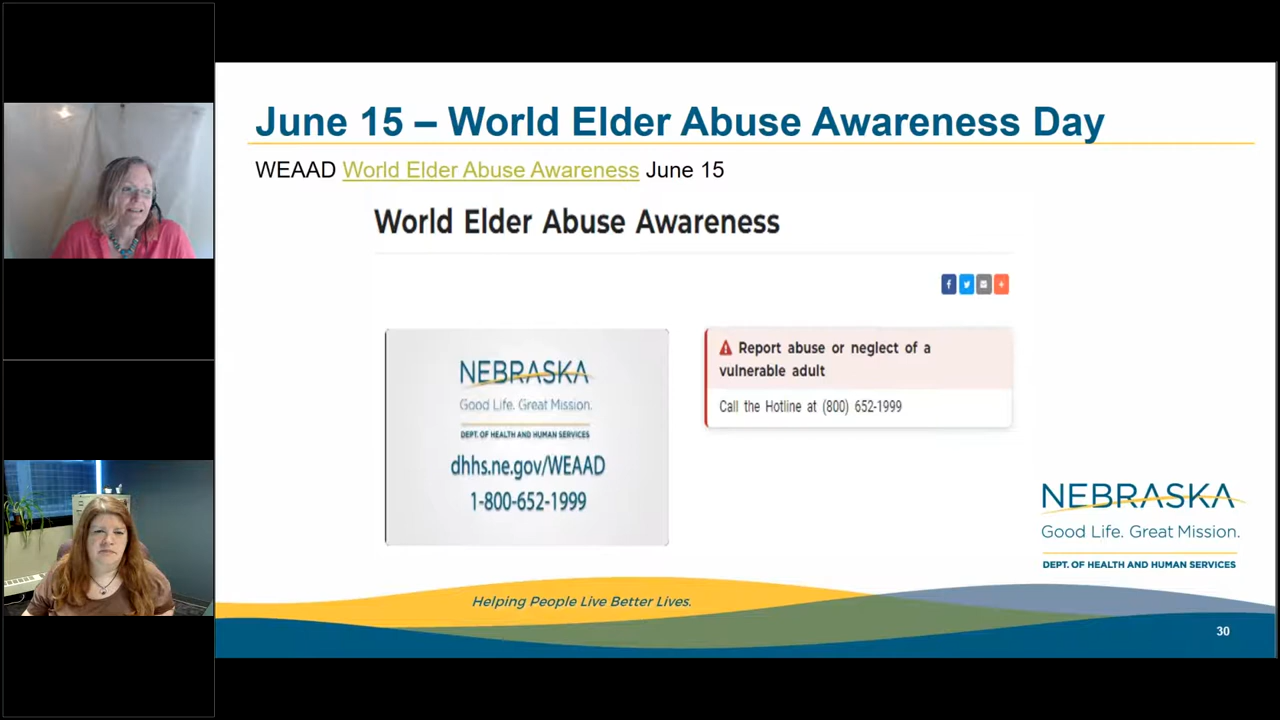 June 15 – World Elder Abuse Awareness Day
WEAAD World Elder Abuse Awareness June 15
World Elder Abuse Awareness
NEBRASKA
Good Life. Great Mission.
DEPT. OF HEALTH AND HUMAN SERVICES
dhhs.ne.gov/WEAAD
1-800-652-1999
Report abuse or neglect of a
vulnerable adult
Call the Hotline at (800) 652-1999
NEBRASKA
Good Life. Great Mission.
DEPT. OF HEALTH AND HUMAN SERVICES
Helping People Live Better Lives.
30